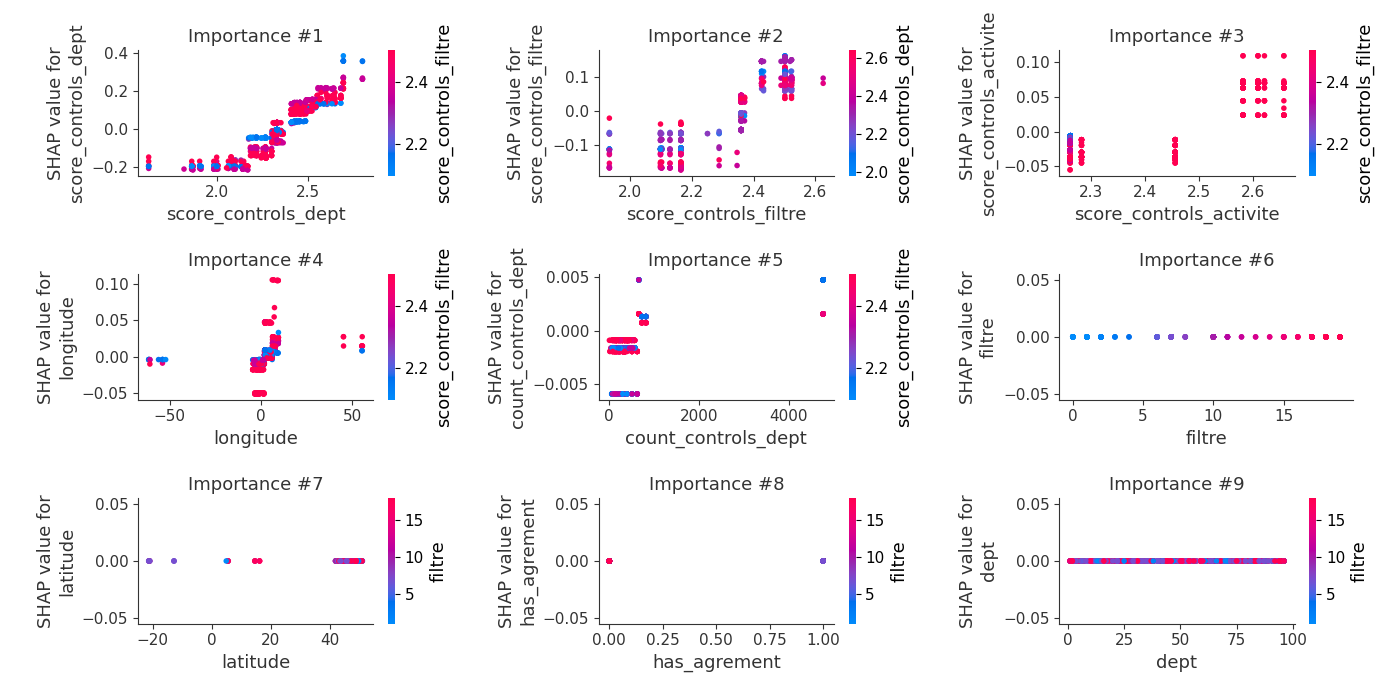 Importance #1
SHAP value for
score_controls_dept
0.4
0.2
0.0
−0.2
2.0
2.5
score_controls_dept
2.4
2.2
score_controls_filtre
Importance #2
SHAP value for
score_controls_filtre
0.1
0.0
−0.1
2.0
2.2
2.4
2.6
score_controls_filtre
2.6
2.4
2.2
2.0
score_controls_dept
Importance #3
SHAP value for
score_controls_activite
0.10
0.05
0.00
−0.05
2.3
2.4
2.5
2.6
score_controls_activite
2.4
2.2
score_controls_filtre
Importance #4
SHAP value for
longitude
0.10
0.05
0.00
−0.05
−50
0
50
longitude
2.4
2.2
score_controls_filtre
Importance #5
SHAP value for
count_controls_dept
0.005
0.000
−0.005
0
2000
4000
count_controls_dept
2.4
2.2
score_controls_filtre
Importance #6
SHAP value for
filtre
0.05
0.00
−0.05
0
5
10
15
filtre
Importance #7
SHAP value for
latitude
0.05
0.00
−0.05
−20
0
20
40
latitude
15
10
5
filtre
Importance #8
SHAP value for
has_agrement
0.05
0.00
−0.05
0.00
0.25
0.50
0.75
1.00
has_agrement
15
10
5
filtre
Importance #9
SHAP value for
dept
0.05
0.00
−0.05
0
25
50
75
100
dept
15
10
5
filtre